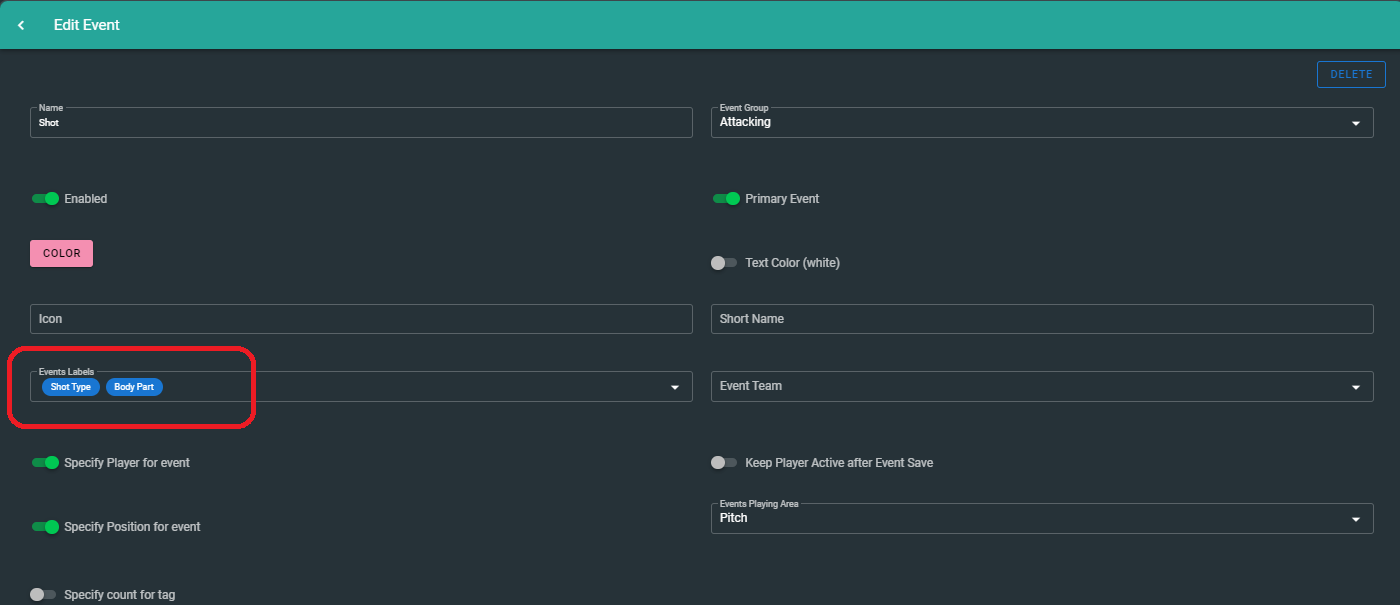 Edit Event
DELETE
Name
Shot
Event Group
Attacking
Enabled
Primary Event
COLOR
Text Color (white)
Icon
Short Name
Events Labels
Shot Type Body Part
Event Team
Specify Player for event
Keep Player Active after Event Save
Specify Position for event
Events Playing Area
Pitch
Specify count for tag